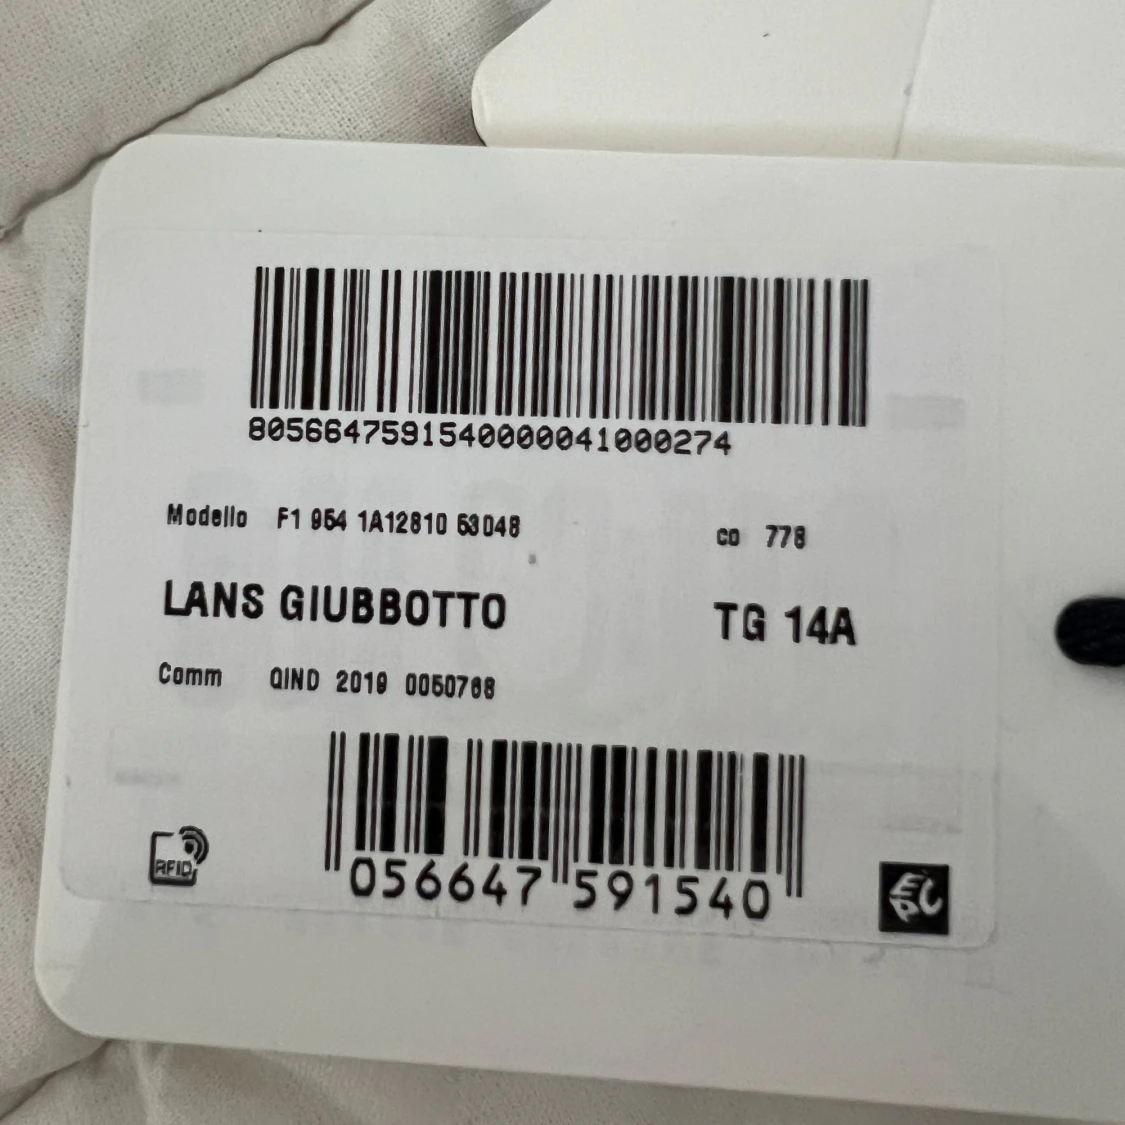 8056647591540000041000274
Modello F1 954 1A12810 53048 co 778
LANS GIUBBOTTO TG 14A
Comm QIND 2019 0050768
RFID
056647 591540
EPC